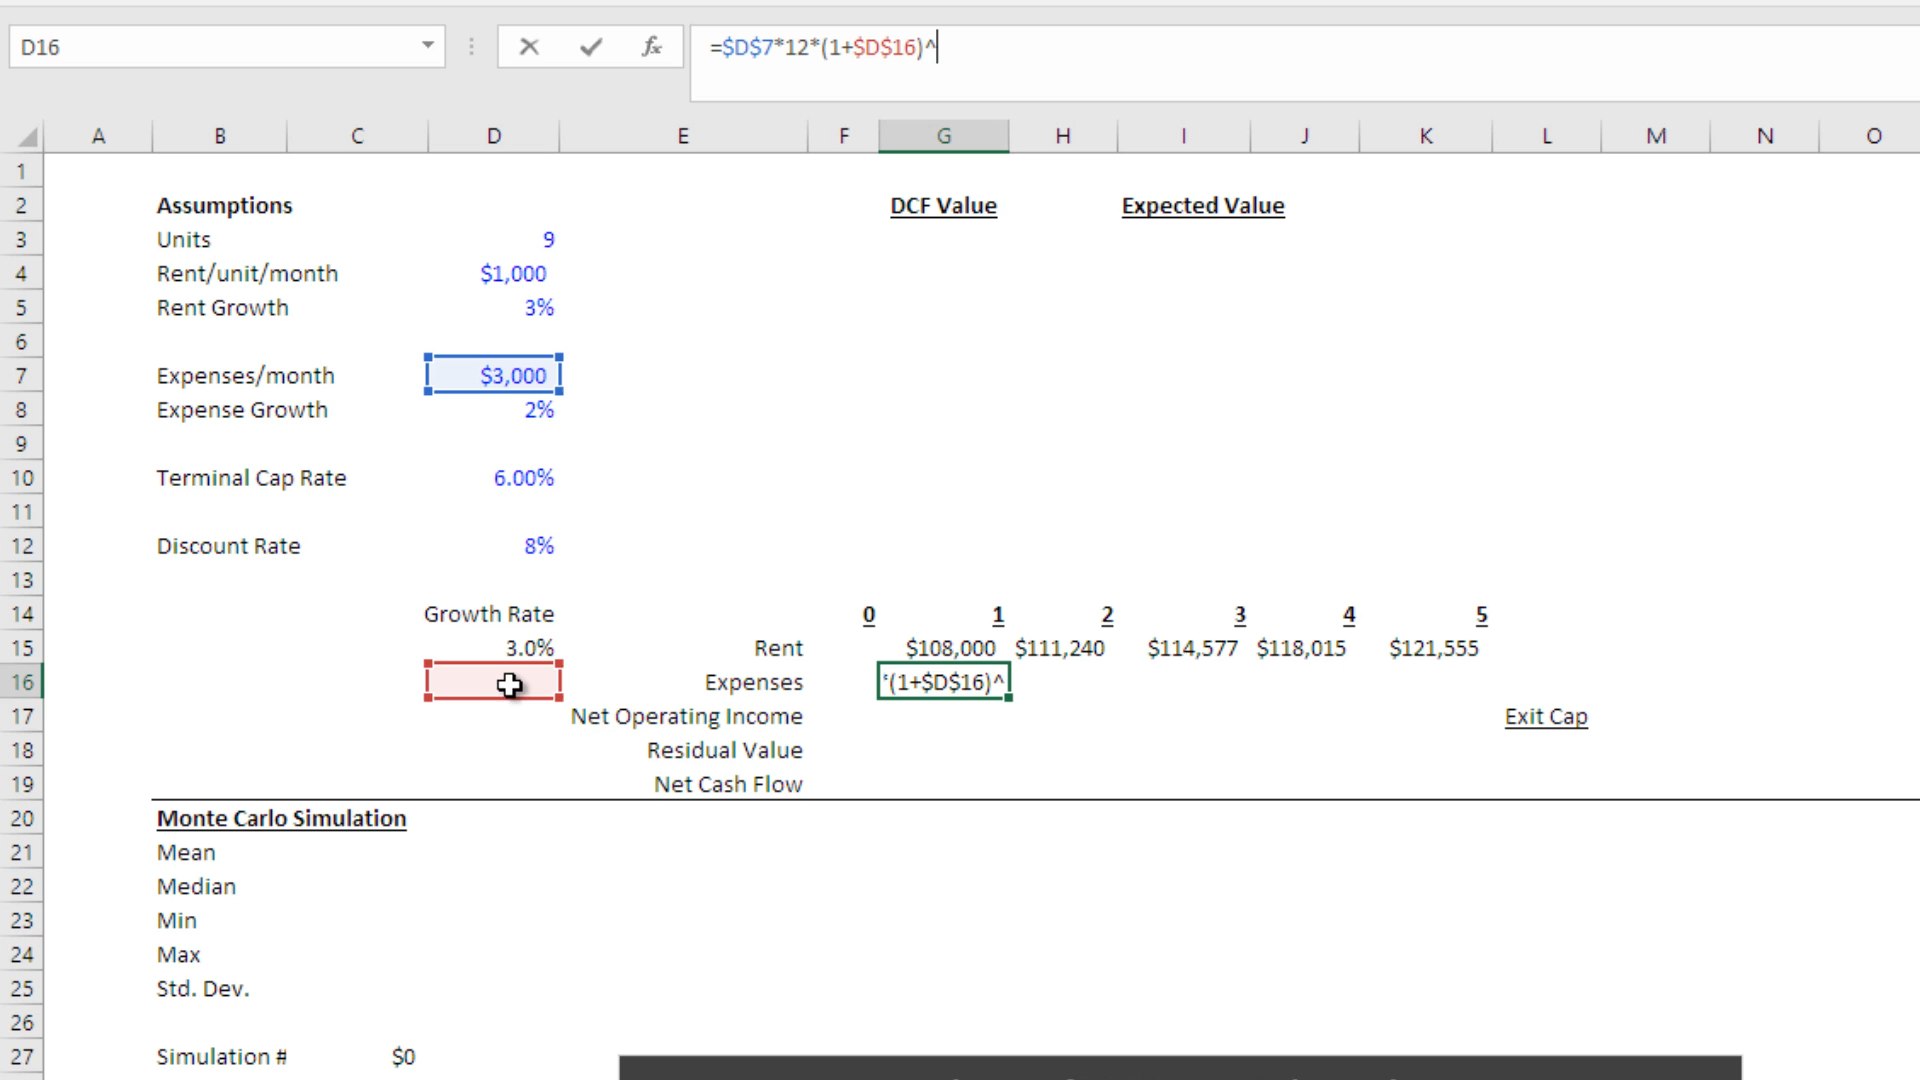 D16 fx =$D$7*12*(1+$D$16)^
A B C D E F G H I J K L M N O
1
2 Assumptions DCF Value Expected Value
3 Units 9
4 Rent/unit/month $1,000
5 Rent Growth 3%
6
7 Expenses/month $3,000
8 Expense Growth 2%
9
10 Terminal Cap Rate 6.00%
11
12 Discount Rate 8%
13
14 Growth Rate 0 1 2 3 4 5
15 3.0% Rent $108,000 $111,240 $114,577 $118,015 $121,555
16 Expenses *(1+$D$16)^
17 Net Operating Income Exit Cap
18 Residual Value
19 Net Cash Flow
20 Monte Carlo Simulation
21 Mean
22 Median
23 Min
24 Max
25 Std. Dev.
26
27 Simulation # $0